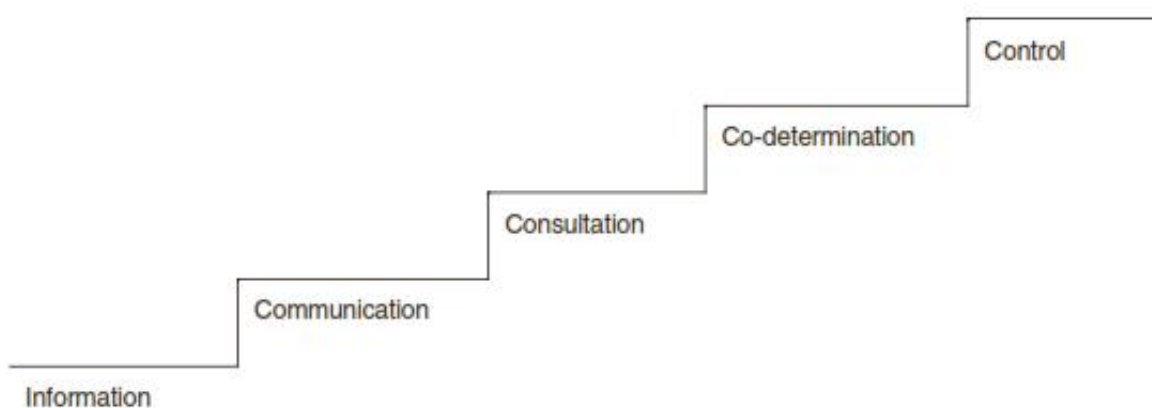 Control
Co-determination
Consultation
Communication
Information